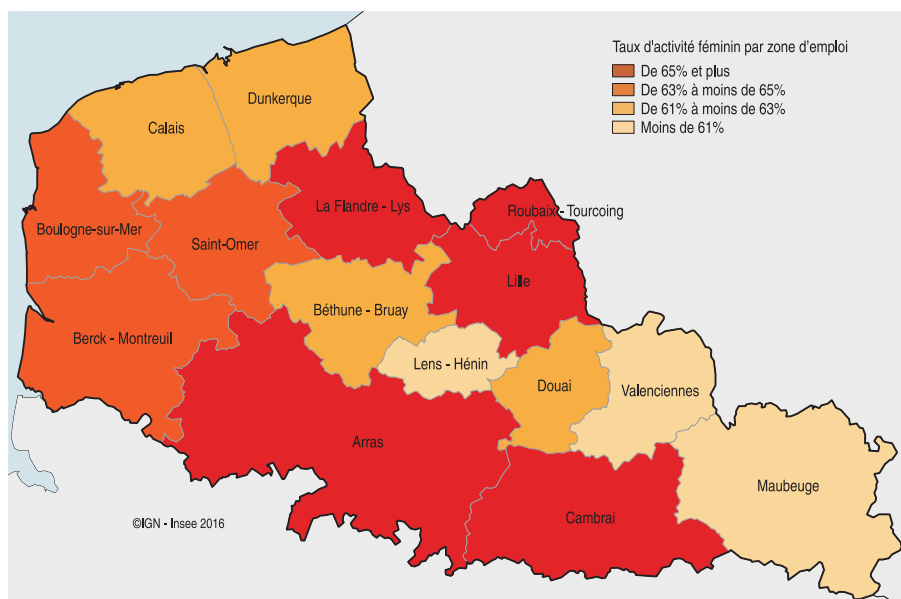 Taux d'activité féminin par zone d'emploi
De 65% et plus
De 63% à moins de 65%
De 61% à moins de 63%
Moins de 61%
Dunkerque
Calais
La Flandre - Lys
Roubaix - Tourcoing
Boulogne-sur-Mer
Saint-Omer
Lille
Béthune - Bruay
Berck - Montreuil
Lens - Hénin
Douai
Valenciennes
Arras
Maubeuge
Cambrai
©IGN - Insee 2016